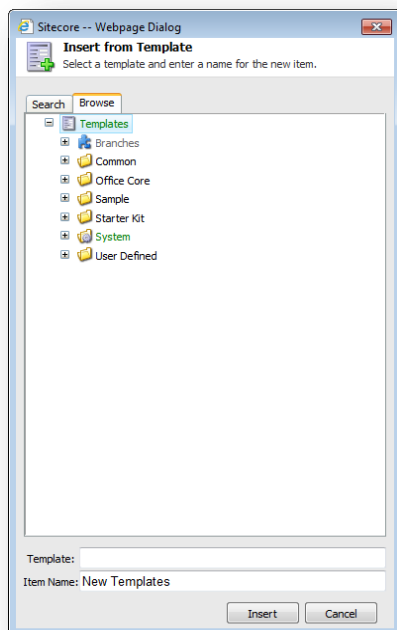 Sitecore -- Webpage Dialog
Insert from Template
Select a template and enter a name for the new item.
Search Browse
Templates
Branches
Common
Office Core
Sample
Starter Kit
System
User Defined
Template:
Item Name: New Templates
Insert Cancel